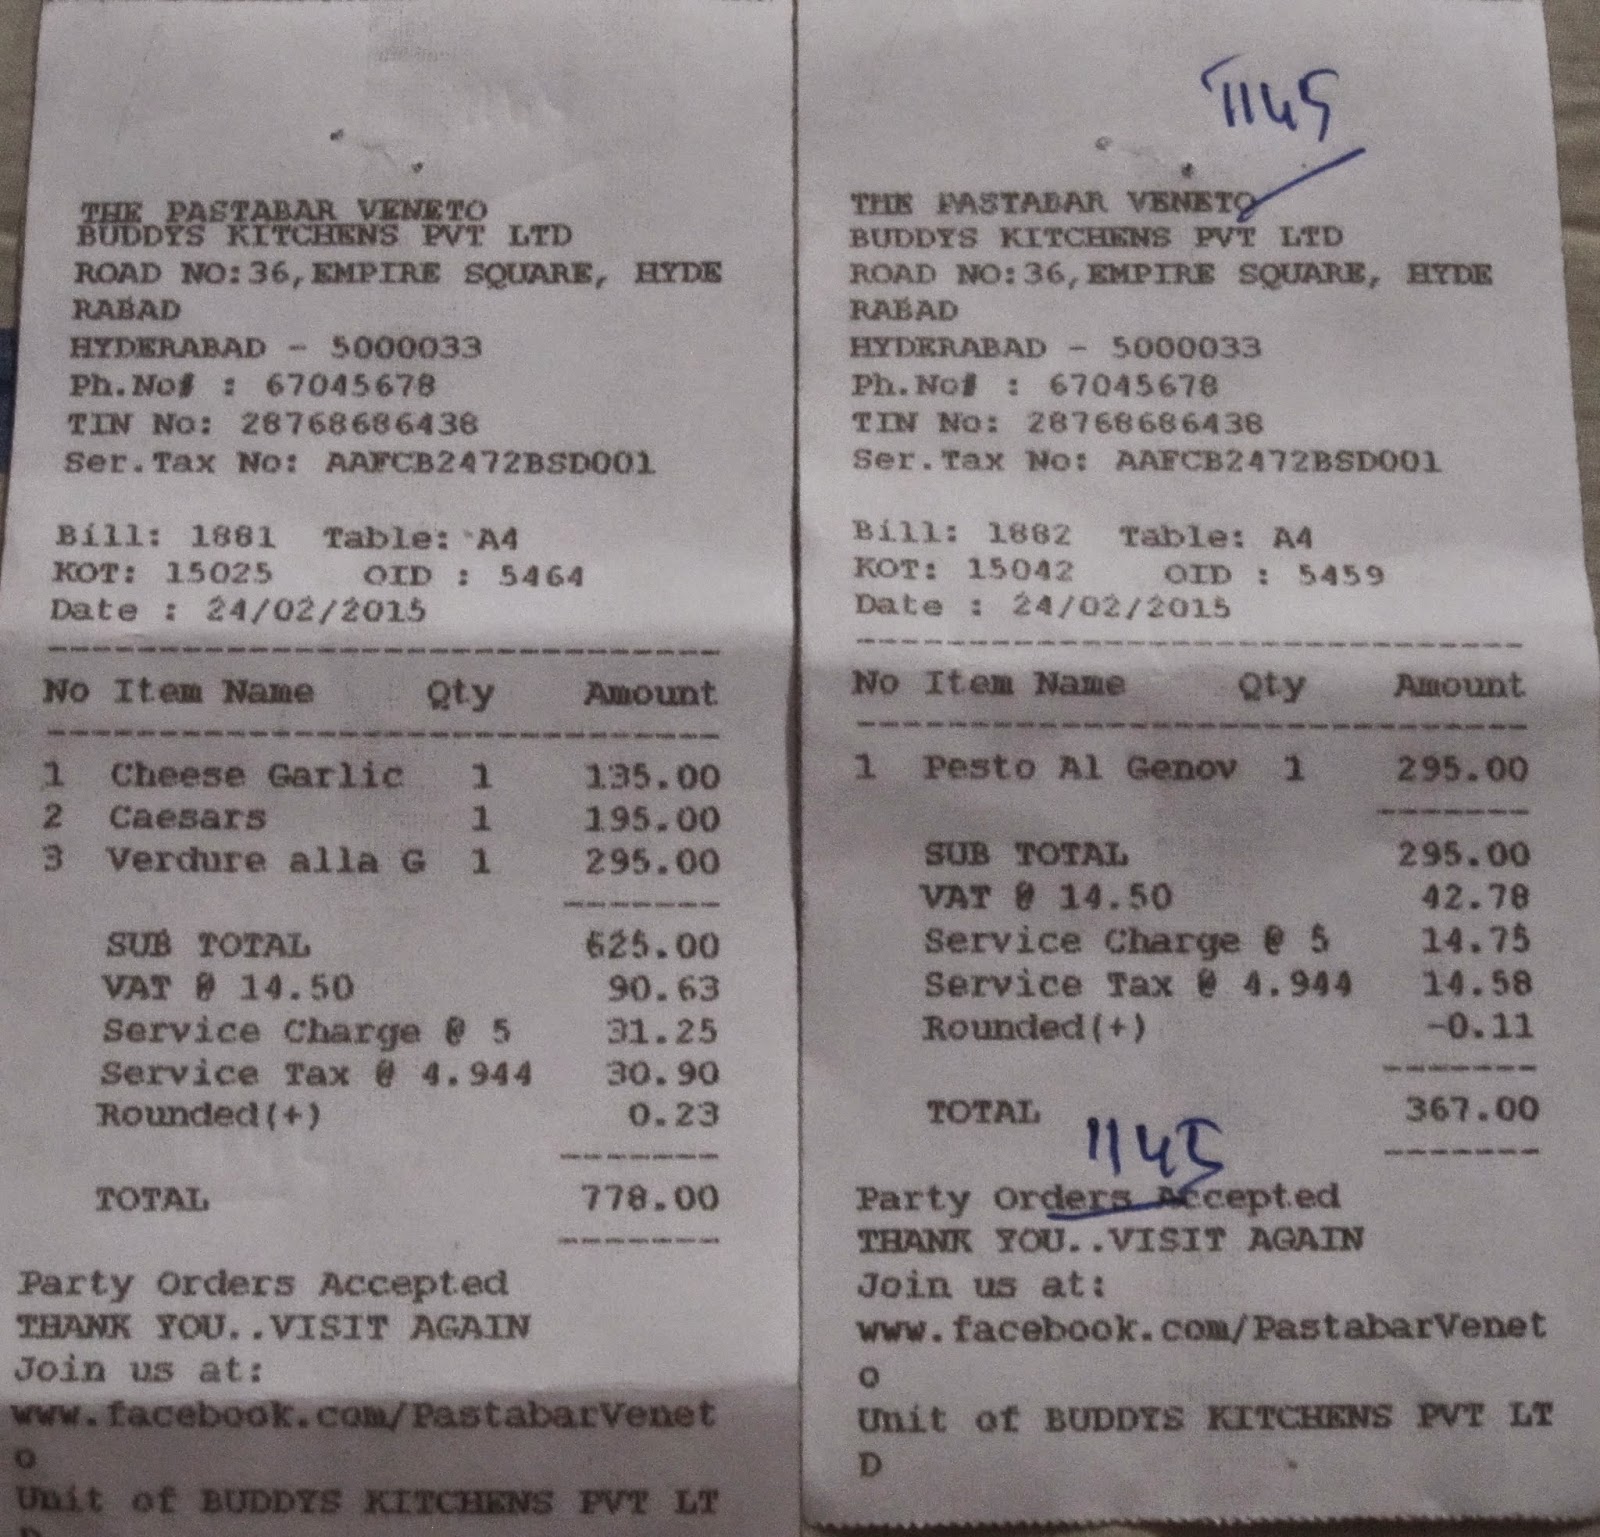 THE PASTABAR VENETO
BUDDYS KITCHENS PVT LTD
ROAD NO:36,EMPIRE SQUARE, HYDE
RABAD
HYDERABAD - 5000033
Ph.No# : 67045678
TIN No: 28768686438
Ser.Tax No: AAFCB2472BSD001
Bill: 1881 Table: A4
KOT: 15025 OID : 5464
Date : 24/02/2015
No Item Name Qty Amount
1 Cheese Garlic 1 135.00
2 Caesars 1 195.00
3 Verdure alla G 1 295.00
SUB TOTAL 625.00
VAT @ 14.50 90.63
Service Charge @ 5 31.25
Service Tax @ 4.944 30.90
Rounded(+) 0.23
TOTAL 778.00
Party Orders Accepted
THANK YOU..VISIT AGAIN
Join us at:
www.facebook.com/PastabarVenet
o
Unit of BUDDYS KITCHENS PVT LT
D
1145
THE PASTABAR VENETO
BUDDYS KITCHENS PVT LTD
ROAD NO:36,EMPIRE SQUARE, HYDE
RABAD
HYDERABAD - 5000033
Ph.No# : 67045678
TIN No: 28768686438
Ser.Tax No: AAFCB2472BSD001
Bill: 1882 Table: A4
KOT: 15042 OID : 5459
Date : 24/02/2015
No Item Name Qty Amount
1 Pesto Al Genov 1 295.00
SUB TOTAL 295.00
VAT @ 14.50 42.78
Service Charge @ 5 14.75
Service Tax @ 4.944 14.58
Rounded(+) -0.11
TOTAL 367.00
1145
Party Orders Accepted
THANK YOU..VISIT AGAIN
Join us at:
www.facebook.com/PastabarVenet
o
Unit of BUDDYS KITCHENS PVT LT
D